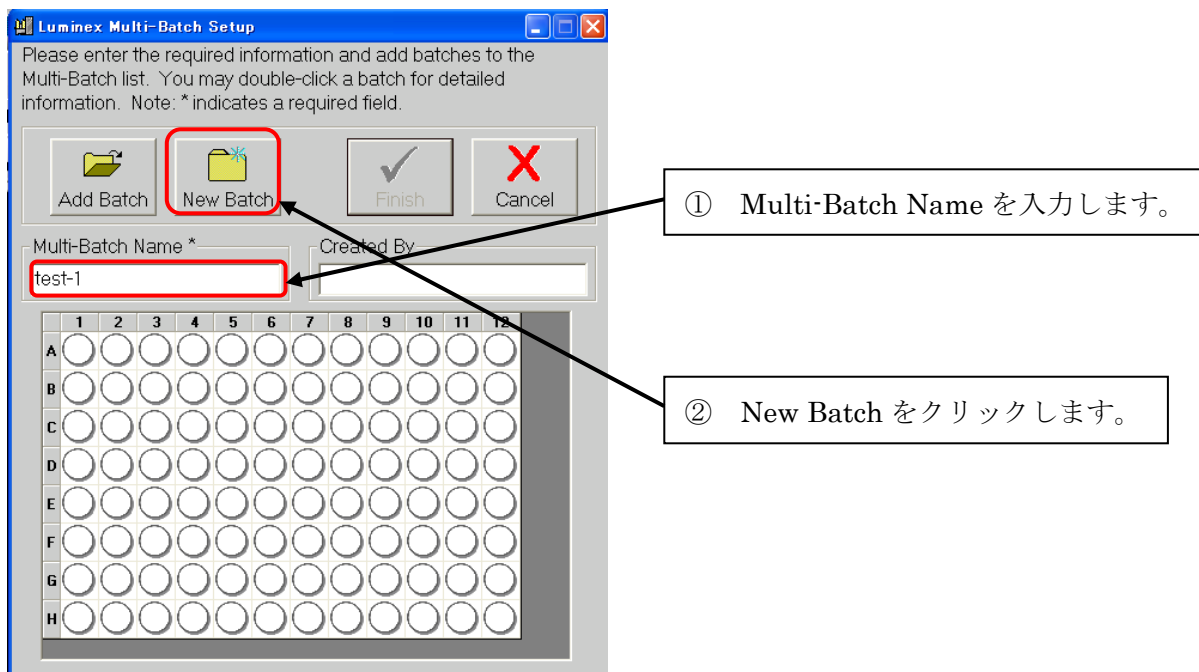 Luminex Multi-Batch Setup
Please enter the required information and add batches to the
Multi-Batch list. You may double-click a batch for detailed
information. Note: * indicates a required field.
Add Batch New Batch Finish Cancel
① Multi-Batch Name を入力します。
Multi-Batch Name * Created By
test-1
1 2 3 4 5 6 7 8 9 10 11 12
A
B
② New Batch をクリックします。
C
D
E
F
G
H